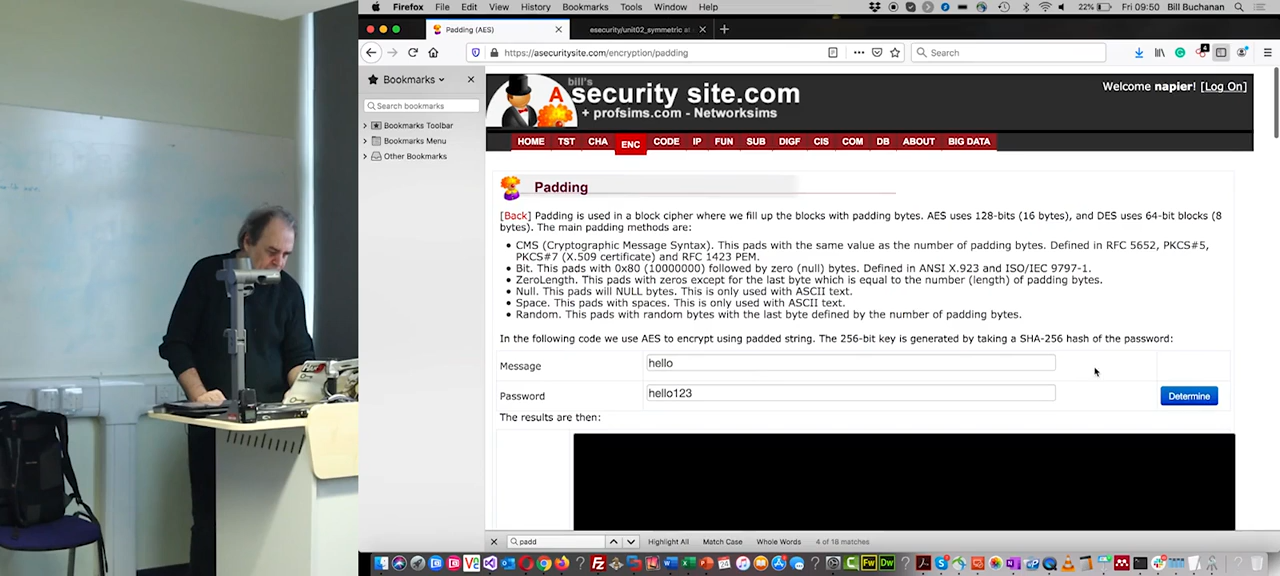 Firefox File Edit View History Bookmarks Tools Window Help 22% Fri 09:50 Bill Buchanan
Padding (AES) esecurity/unit02_symmetric at
https://asecuritysite.com/encryption/padding Search
Bookmarks
Search bookmarks
Bookmarks Toolbar
Bookmarks Menu
Other Bookmarks
bill's
A security site.com
+ profsims.com - Networksims
Welcome napier! [Log On]
HOME TST CHA ENC CODE IP FUN SUB DIGF CIS COM DB ABOUT BIG DATA
Padding
[Back] Padding is used in a block cipher where we fill up the blocks with padding bytes. AES uses 128-bits (16 bytes), and DES uses 64-bit blocks (8
bytes). The main padding methods are:
• CMS (Cryptographic Message Syntax). This pads with the same value as the number of padding bytes. Defined in RFC 5652, PKCS#5,
PKCS#7 (X.509 certificate) and RFC 1423 PEM.
• Bit. This pads with 0x80 (10000000) followed by zero (null) bytes. Defined in ANSI X.923 and ISO/IEC 9797-1.
• ZeroLength. This pads with zeros except for the last byte which is equal to the number (length) of padding bytes.
• Null. This pads will NULL bytes. This is only used with ASCII text.
• Space. This pads with spaces. This is only used with ASCII text.
• Random. This pads with random bytes with the last byte defined by the number of padding bytes.
In the following code we use AES to encrypt using padded string. The 256-bit key is generated by taking a SHA-256 hash of the password:
Message hello
Password hello123 Determine
The results are then:
padd Highlight All Match Case Whole Words 4 of 18 matches